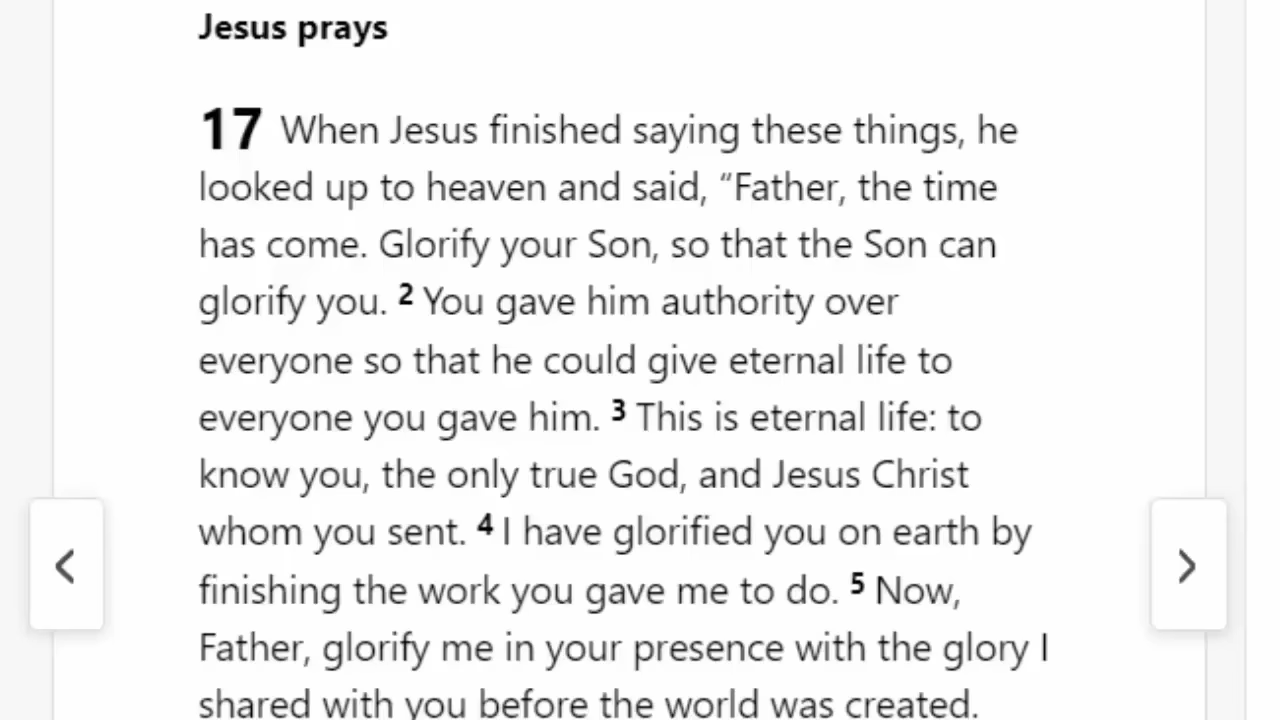 Jesus prays
17 When Jesus finished saying these things, he
looked up to heaven and said, “Father, the time
has come. Glorify your Son, so that the Son can
glorify you. 2 You gave him authority over
everyone so that he could give eternal life to
everyone you gave him. 3 This is eternal life: to
know you, the only true God, and Jesus Christ
whom you sent. 4 I have glorified you on earth by
finishing the work you gave me to do. 5 Now,
Father, glorify me in your presence with the glory I
shared with you before the world was created.